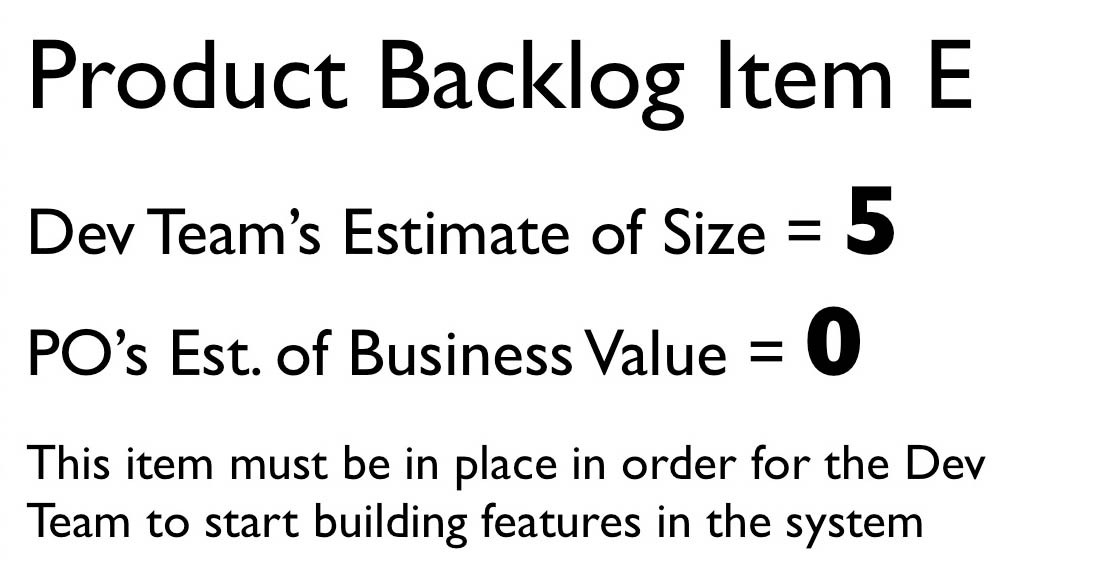 Product Backlog Item E
Dev Team’s Estimate of Size = 5
PO’s Est. of Business Value = 0
This item must be in place in order for the Dev
Team to start building features in the system